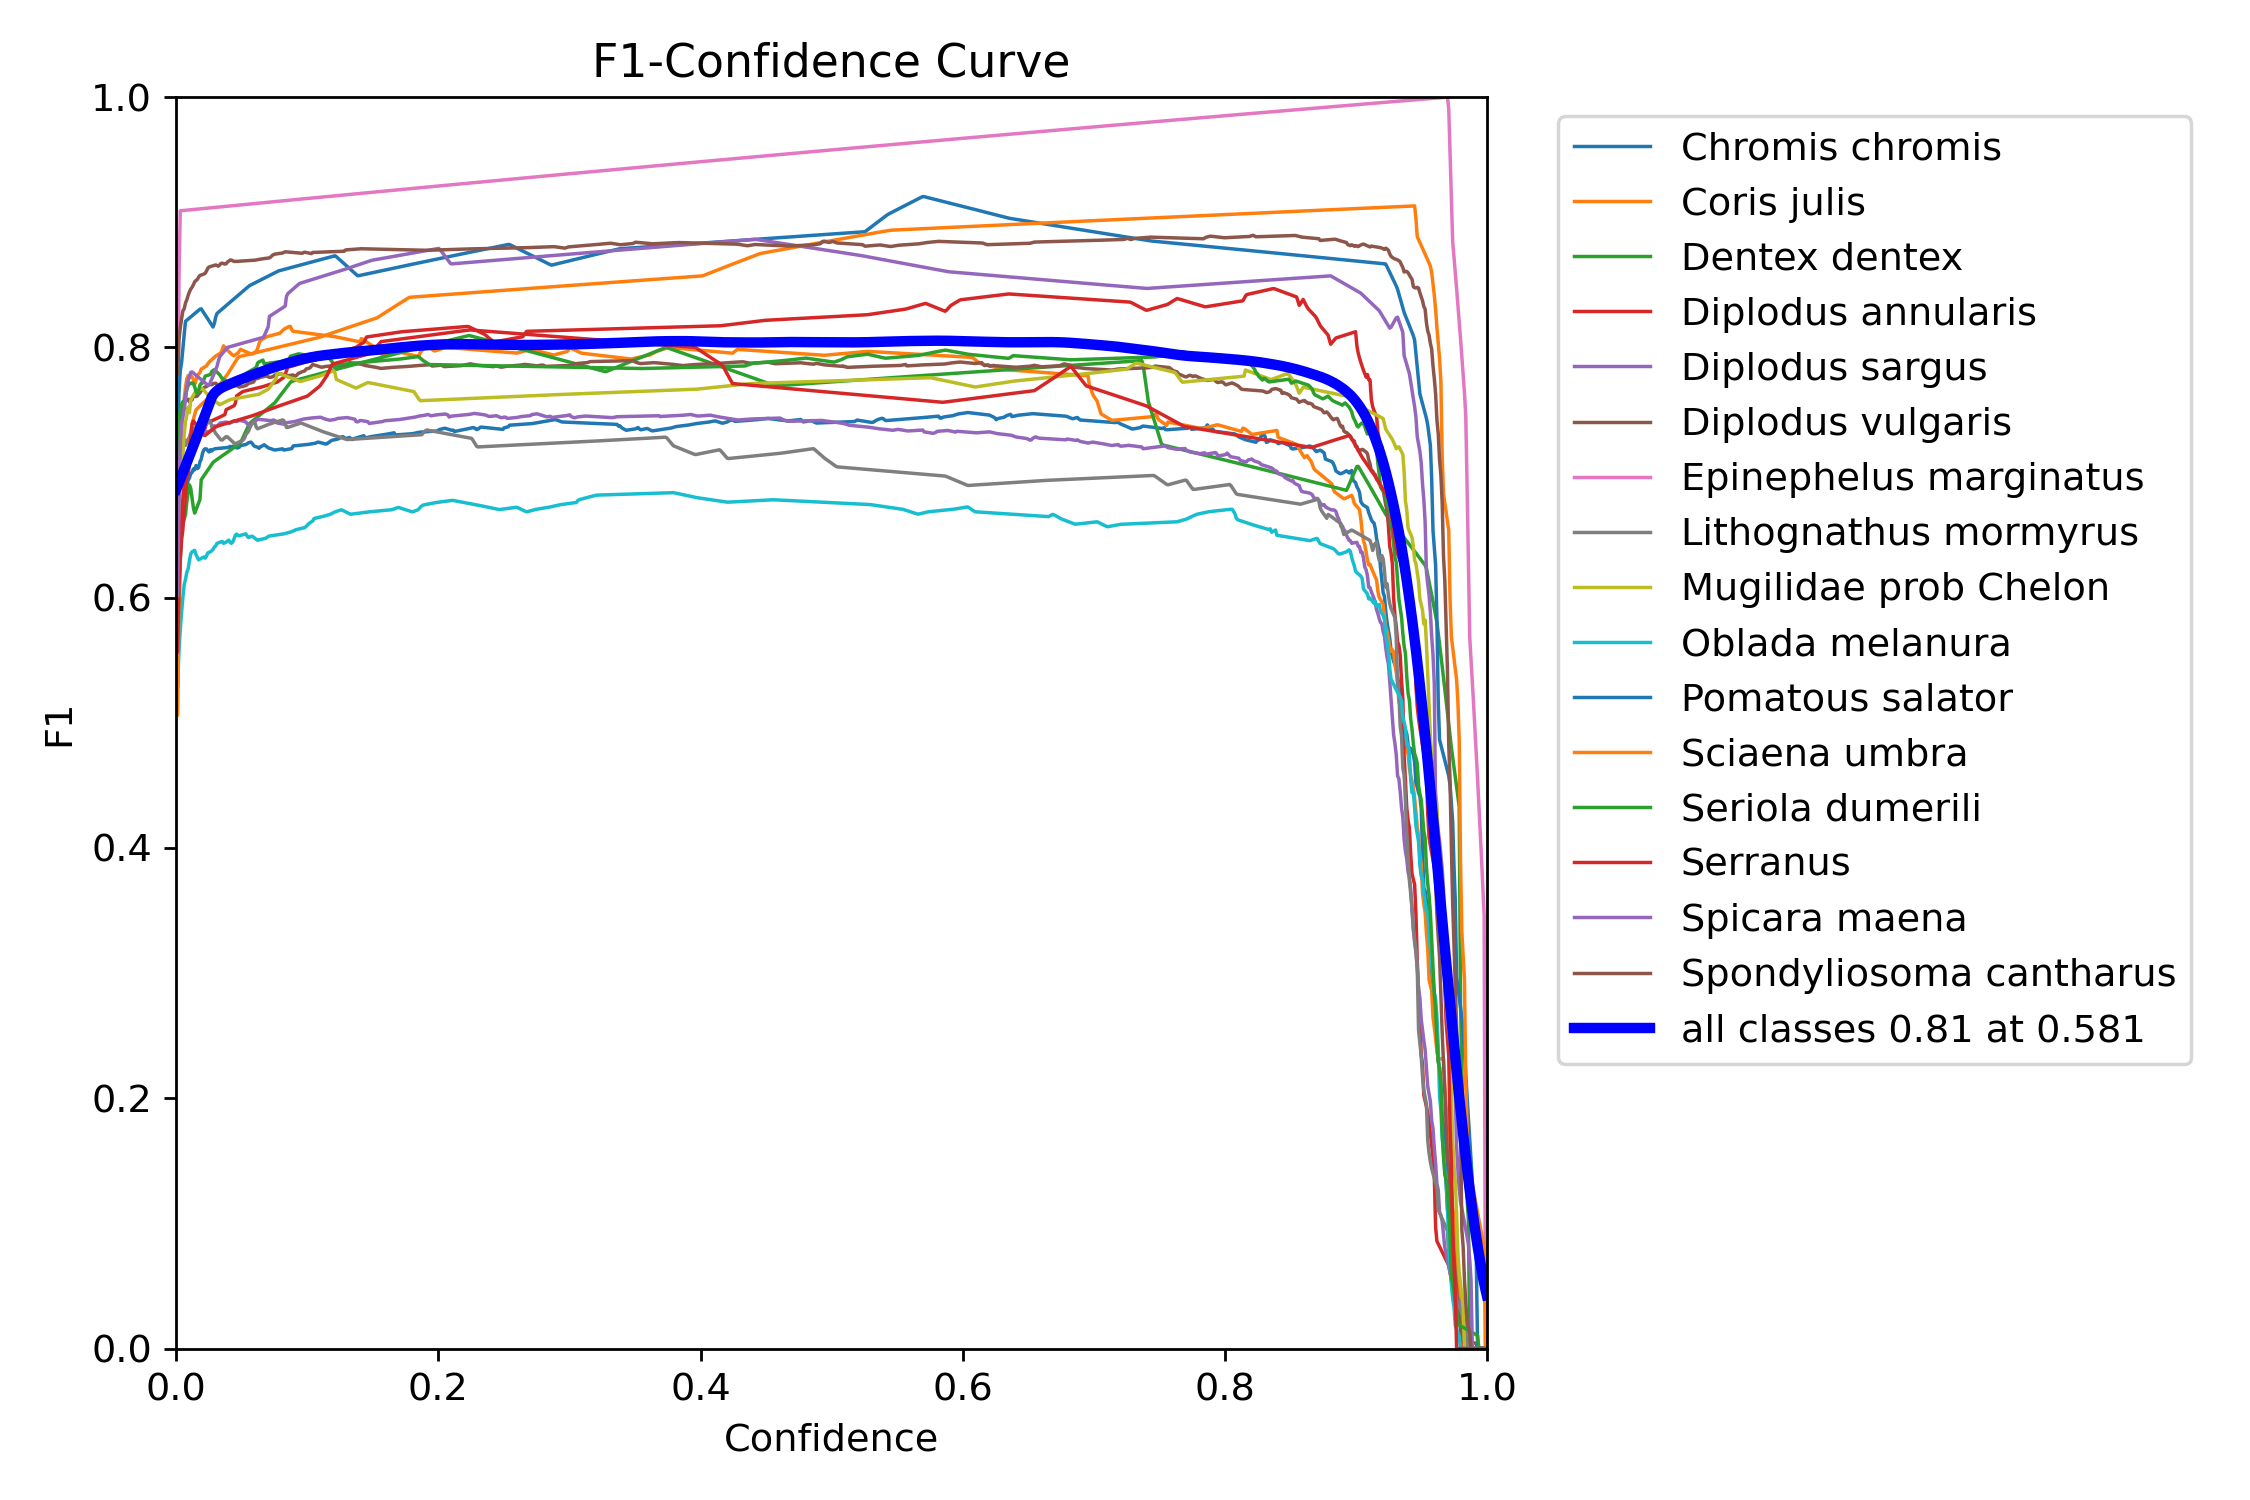 F1-Confidence Curve
1.0
0.8
0.6
0.4
0.2
0.0
F1
0.0 0.2 0.4 0.6 0.8 1.0
Confidence
Chromis chromis
Coris julis
Dentex dentex
Diplodus annularis
Diplodus sargus
Diplodus vulgaris
Epinephelus marginatus
Lithognathus mormyrus
Mugilidae prob Chelon
Oblada melanura
Pomatous salator
Sciaena umbra
Seriola dumerili
Serranus
Spicara maena
Spondyliosoma cantharus
all classes 0.81 at 0.581